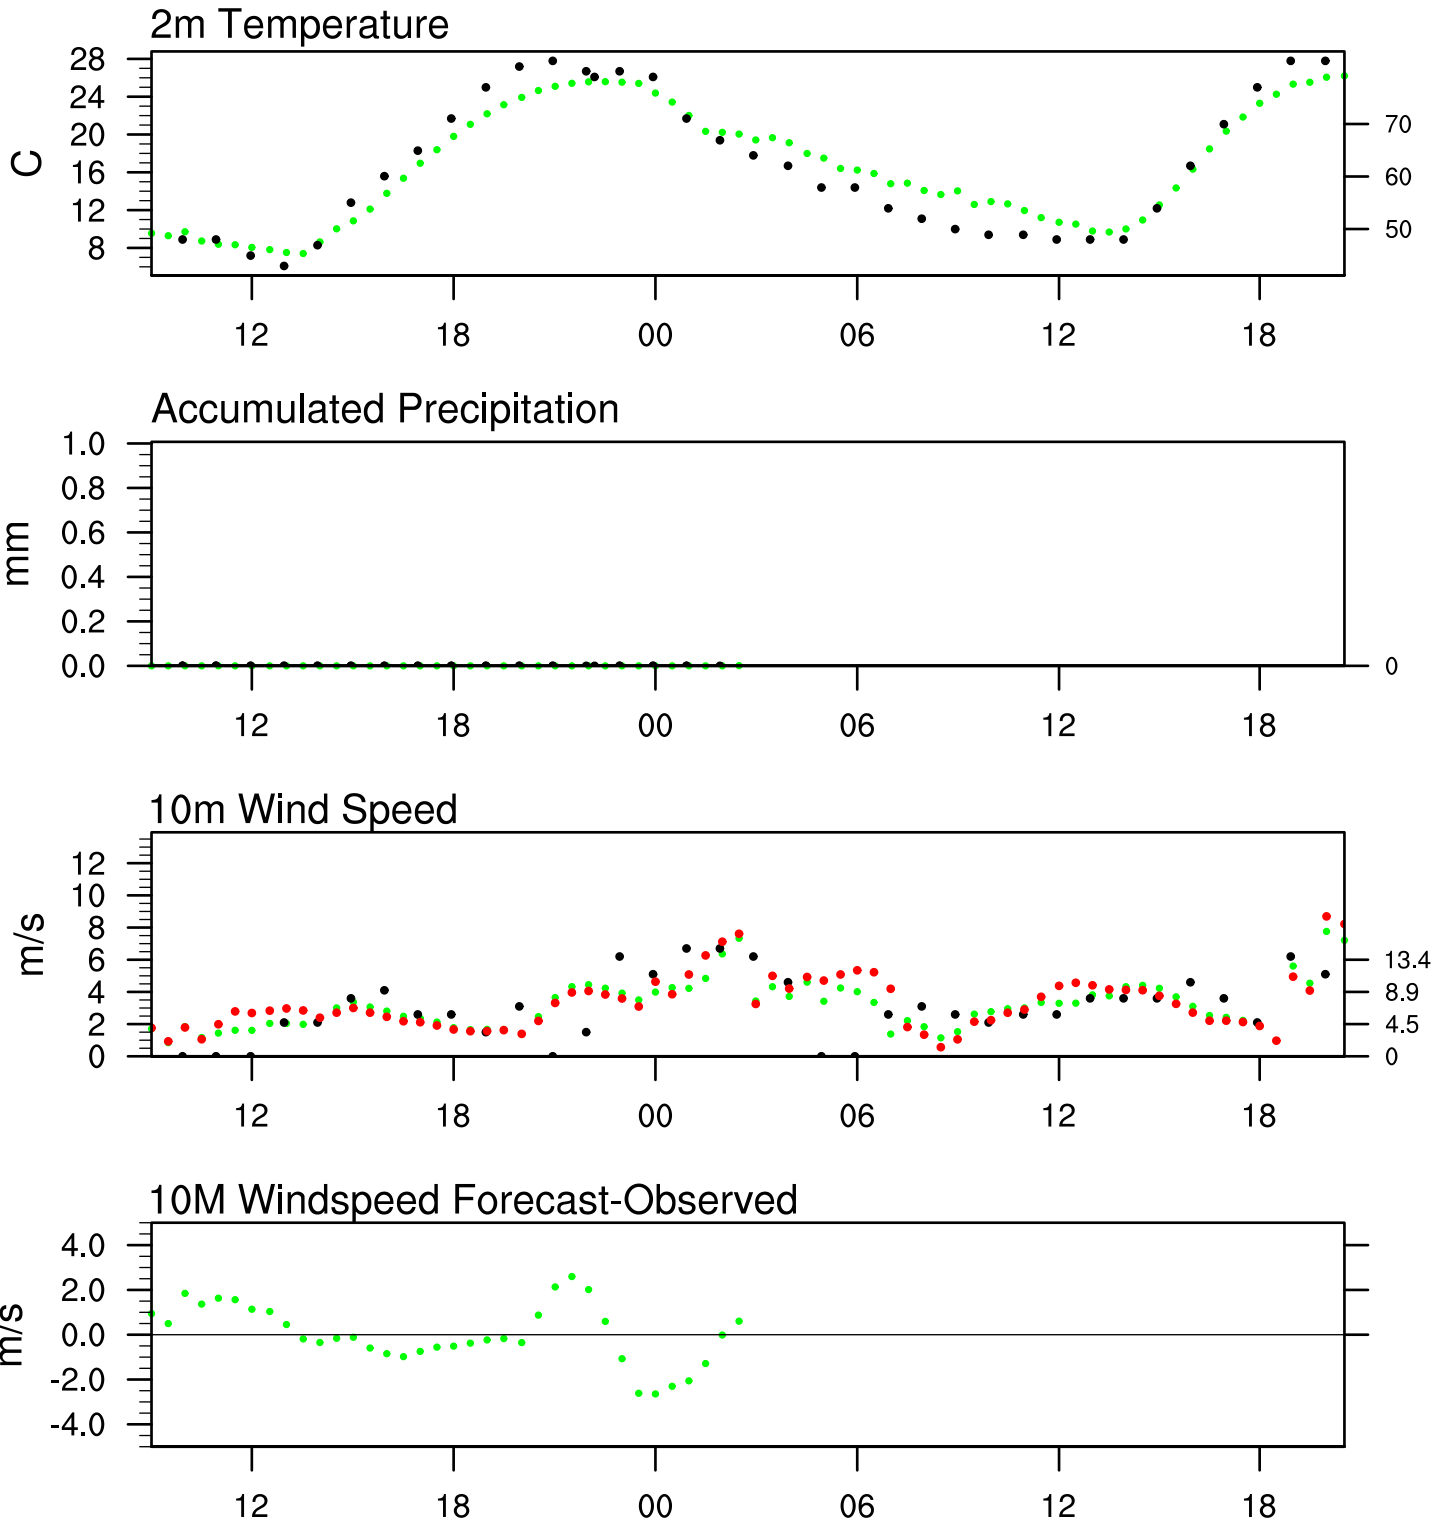 2m Temperature
28
24
20
16
12
8
C
70
60
50
12 18 00 06 12 18
Accumulated Precipitation
1.0
0.8
0.6
0.4
0.2
0.0
mm
0
12 18 00 06 12 18
10m Wind Speed
12
10
8
6
4
2
0
m/s
13.4
8.9
4.5
0
12 18 00 06 12 18
10M Windspeed Forecast-Observed
4.0
2.0
0.0
-2.0
-4.0
m/s
12 18 00 06 12 18